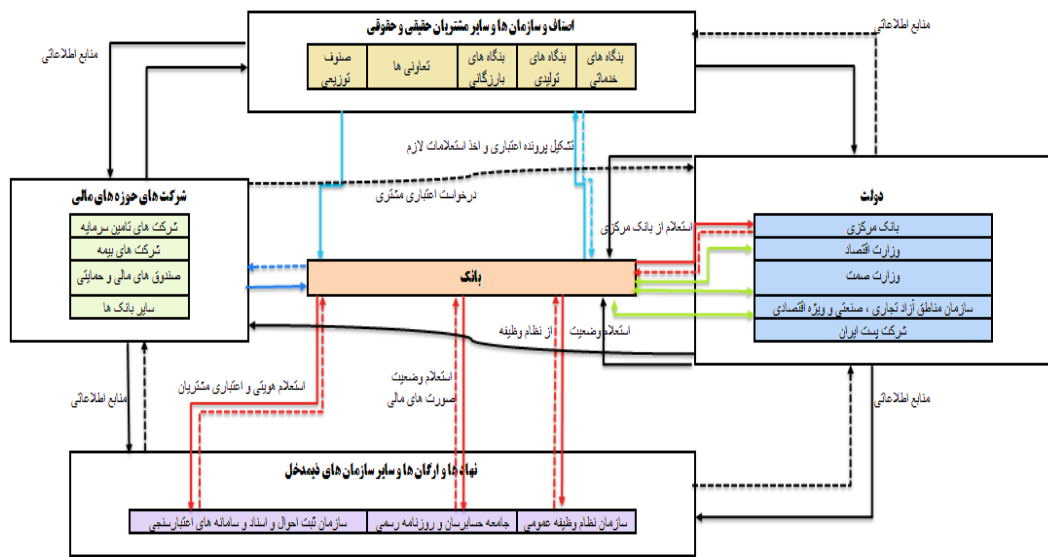 اصناف و سازمان ها و سایر مشتریان حقیقی و حقوقی
بنگاه های
خدماتی
بنگاه های
تولیدی
بنگاه های
بازرگانی
تعاونی ها
صنوف
توزیعی
منابع اطلاعاتی
منابع اطلاعاتی
تشکیل پرونده اعتباری و اخذ استعلامات لازم
درخواست اعتباری مشتری
دولت
بانک مرکزی
وزارت اقتصاد
وزارت صمت
سازمان مناطق آزاد تجاری ، صنعتی و ویژه اقتصادی
شرکت پست ایران
شرکت های حوزه های مالی
شرکت های تامین سرمایه
شرکت های بیمه
صندوق های مالی و حمایتی
سایر بانک ها
استعلام از بانک مرکزی
بانک
استعلام وضعیت
از نظام وظیفه
استعلام وضعیت
صورت های مالی
استعلام هویتی و اعتباری مشتریان
منابع اطلاعاتی
منابع اطلاعاتی
نهاد ها و ارگان ها و سایر سازمان های ذیمدخل
سازمان نظام وظیفه عمومی
جامعه حسابرسان و روزنامه رسمی
سازمان ثبت احوال و اسناد و سامانه های اعتبارسنجی